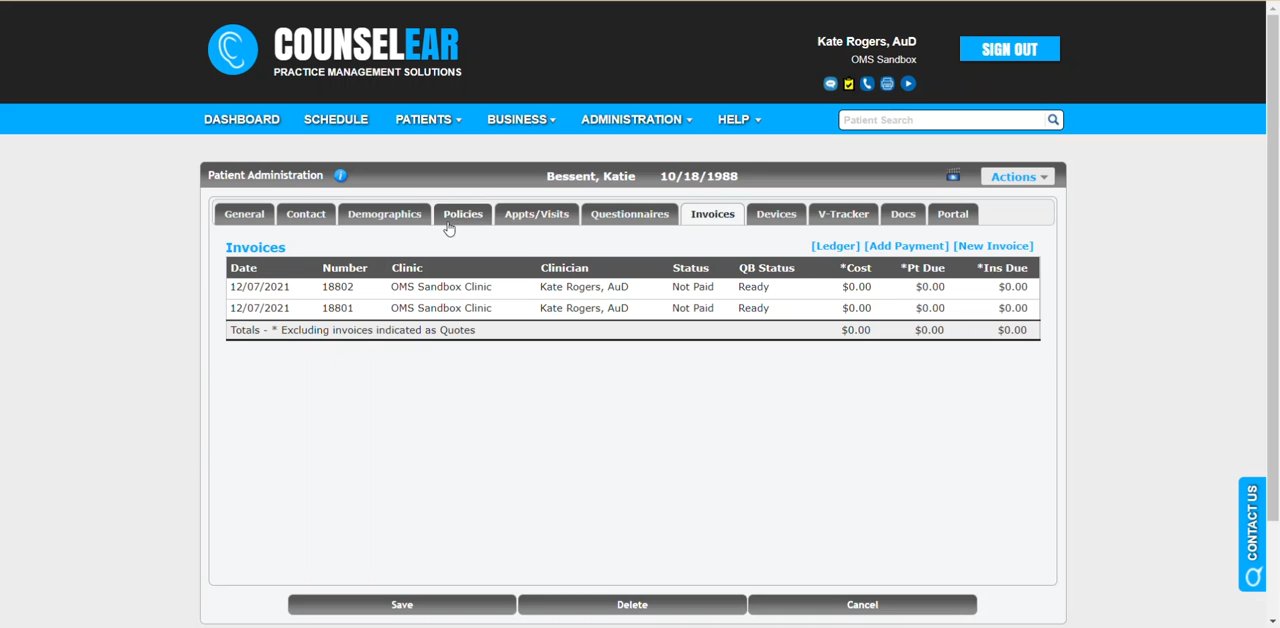 COUNSELEAR
PRACTICE MANAGEMENT SOLUTIONS
Kate Rogers, AuD
OMS Sandbox
SIGN OUT
DASHBOARD SCHEDULE PATIENTS BUSINESS ADMINISTRATION HELP Patient Search
Patient Administration Bessent, Katie 10/18/1988 Actions
General Contact Demographics Policies Appts/Visits Questionnaires Invoices Devices V-Tracker Docs Portal
Invoices [Ledger] [Add Payment] [New Invoice]
Date Number Clinic Clinician Status QB Status *Cost *Pt Due *Ins Due
12/07/2021 18802 OMS Sandbox Clinic Kate Rogers, AuD Not Paid Ready $0.00 $0.00 $0.00
12/07/2021 18801 OMS Sandbox Clinic Kate Rogers, AuD Not Paid Ready $0.00 $0.00 $0.00
Totals - * Excluding invoices indicated as Quotes $0.00 $0.00 $0.00
CONTACT US
Save Delete Cancel